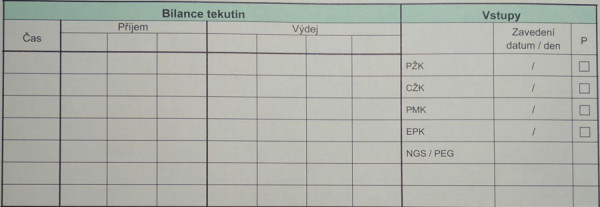 Bilance tekutin Vstupy
Čas Příjem Výdej Zavedení
datum / den P
PŽK / ☐
CŽK / ☐
PMK / ☐
EPK / ☐
NGS / PEG